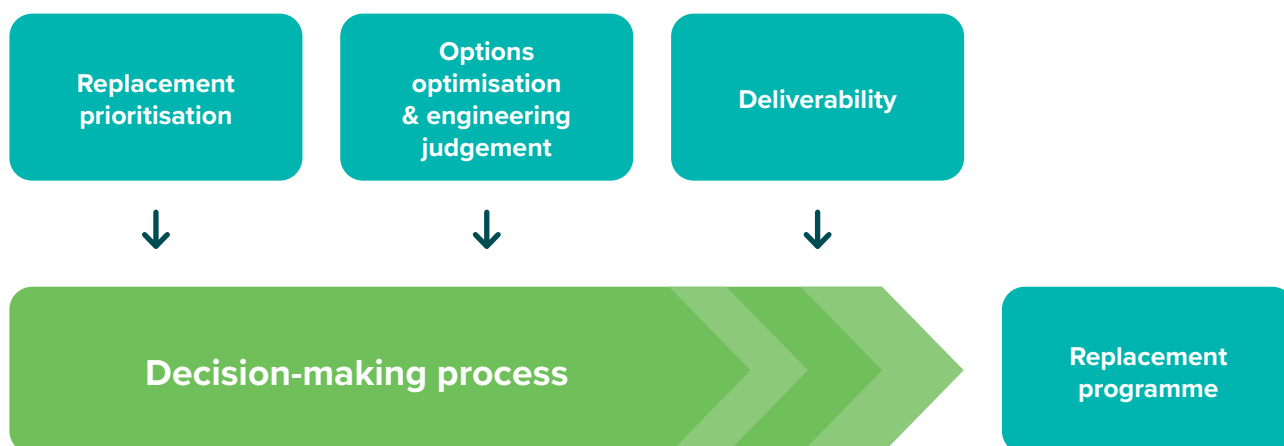 Replacement
prioritisation
Options
optimisation
& engineering
judgement
Deliverability
Decision-making process
Replacement
programme